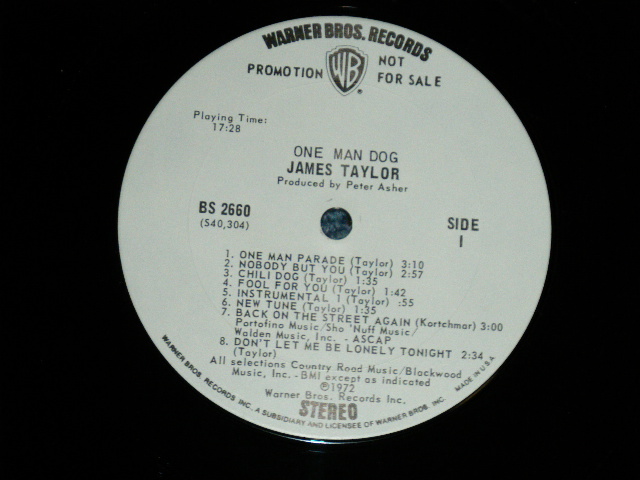 WARNER BROS. RECORDS
PROMOTION NOT FOR SALE
WB
®
Playing Time:
17:28
ONE MAN DOG
JAMES TAYLOR
Produced by Peter Asher
BS 2660
(S40,304)
SIDE
1
1. ONE MAN PARADE (Taylor) 3:10
2. NOBODY BUT YOU (Taylor) 2:57
3. CHILI DOG (Taylor) 1:35
4. FOOL FOR YOU (Taylor) 1:42
5. INSTRUMENTAL 1 (Taylor) :55
6. NEW TUNE (Taylor) 1:35
7. BACK ON THE STREET AGAIN (Kortchmar) 3:00
Portofino Music/Sho 'Nuff Music/
Walden Music, Inc. - ASCAP
8. DON'T LET ME BE LONELY TONIGHT 2:34
(Taylor)
All selections Country Road Music/Blackwood
Music, Inc. - BMI except as indicated
℗1972
Warner Bros. Records Inc.
STEREO
WARNER BROS. RECORDS INC. A SUBSIDIARY AND LICENSEE OF WARNER BROS. INC. MADE IN U.S.A.